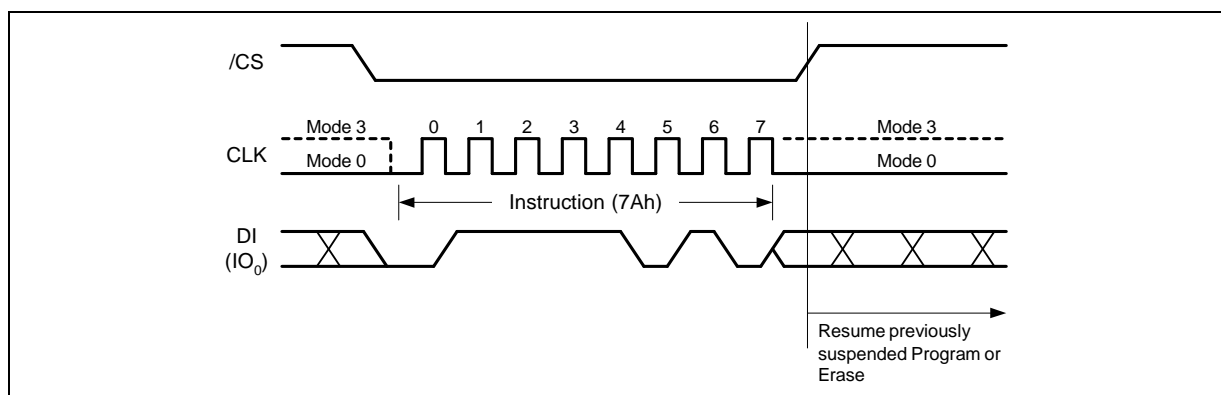 /CS
Mode 3 0 1 2 3 4 5 6 7 Mode 3
CLK
Mode 0 Mode 0
Instruction (7Ah)
DI
(IO₀)
Resume previously
suspended Program or
Erase